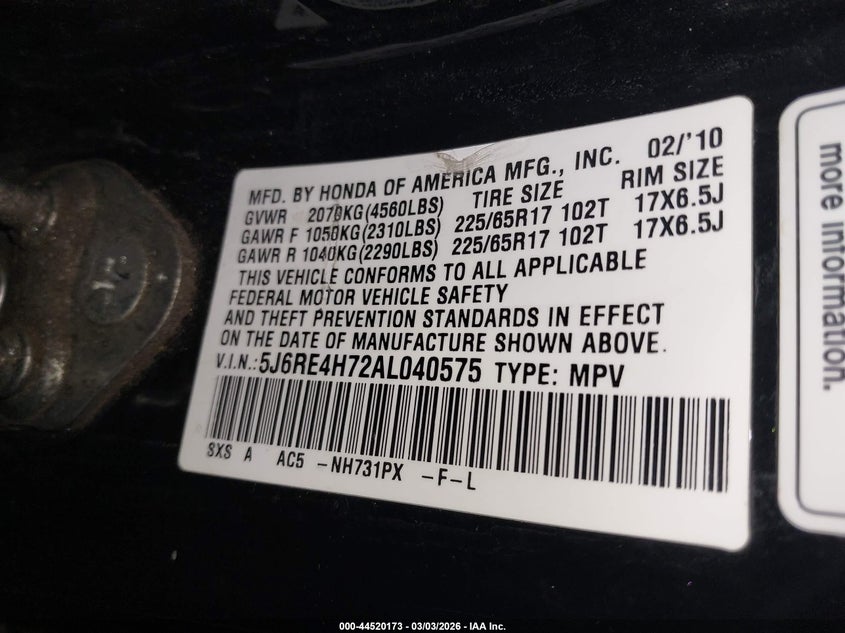 MFD. BY HONDA OF AMERICA MFG., INC. 02/'10
GVWR 2070KG(4560LBS) TIRE SIZE RIM SIZE
GAWR F 1050KG(2310LBS) 225/65R17 102T 17X6.5J
GAWR R 1040KG(2290LBS) 225/65R17 102T 17X6.5J
THIS VEHICLE CONFORMS TO ALL APPLICABLE
FEDERAL MOTOR VEHICLE SAFETY
AND THEFT PREVENTION STANDARDS IN EFFECT
ON THE DATE OF MANUFACTURE SHOWN ABOVE.
V.I.N.: 5J6RE4H72AL040575 TYPE: MPV
SXS A AC5 -NH731PX -F-L
more information.
000-44520173 - 03/03/2026 - IAA Inc.